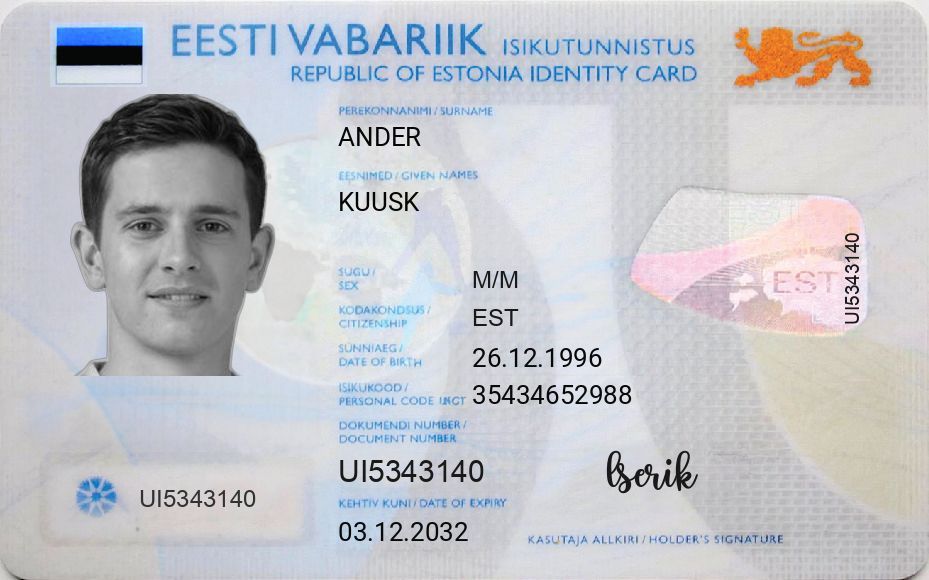 EESTI VABARIIK ISIKUTUNNISTUS
REPUBLIC OF ESTONIA IDENTITY CARD
PEREKONNANIMI / SURNAME
ANDER
EESNIMED / GIVEN NAMES
KUUSK
SUGU /
SEX
M/M
KODAKONDSUS /
CITIZENSHIP
EST
SÜNNIAEG /
DATE OF BIRTH
26.12.1996
ISIKUKOOD /
PERSONAL CODE
35434652988
DOKUMENDI NUMBER /
DOCUMENT NUMBER
UI5343140
KEHTIV KUNI / DATE OF EXPIRY
03.12.2032
UI5343140
EST
UI5343140
KASUTAJA ALLKIRI / HOLDER'S SIGNATURE